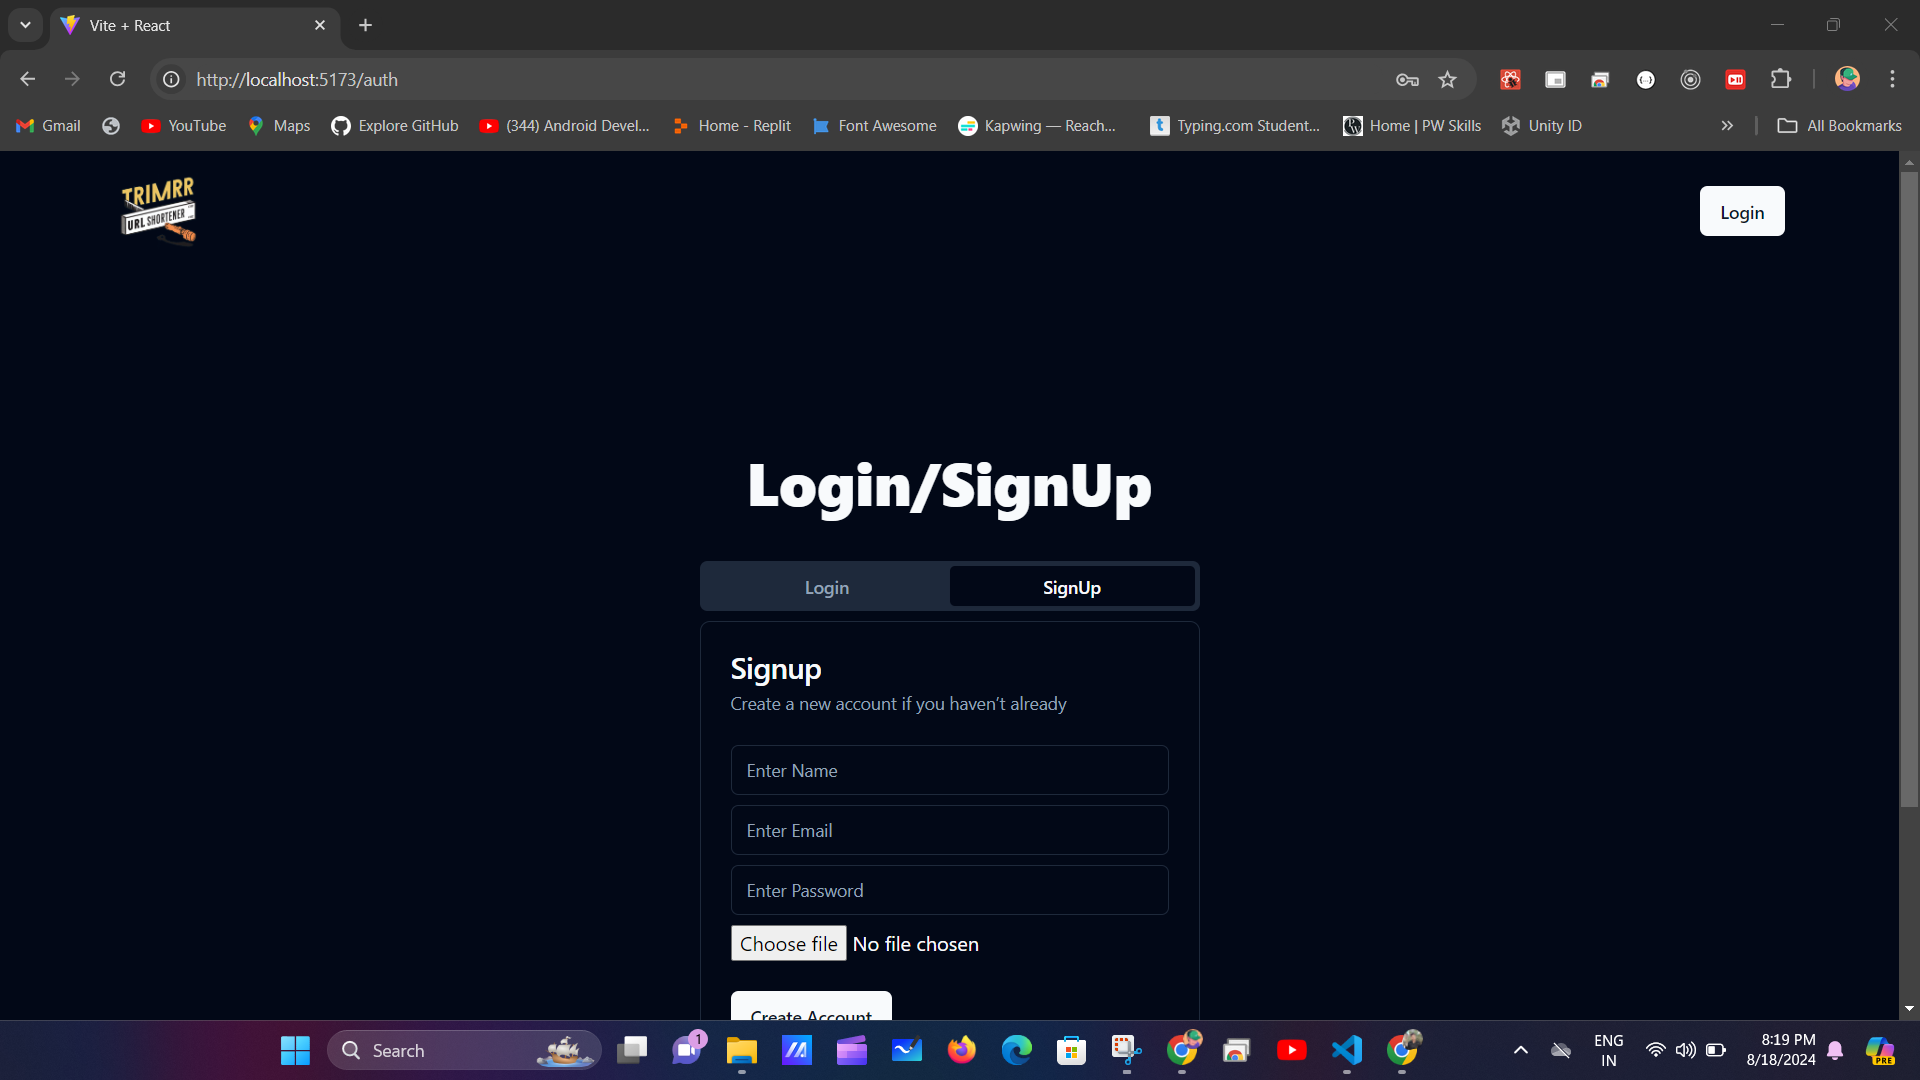 Vite + React
http://localhost:5173/auth
Gmail
YouTube
Maps
Explore GitHub
(344) Android Devel...
Home - Replit
Font Awesome
Kapwing — Reach...
Typing.com Student...
Home | PW Skills
Unity ID
All Bookmarks
TRIMRR
URL SHORTENER
Login
Login/SignUp
Login
SignUp
Signup
Create a new account if you haven't already
Enter Name
Enter Email
Enter Password
Choose file No file chosen
Create Account
Search
1
ENG
IN
8:19 PM
8/18/2024
PRE